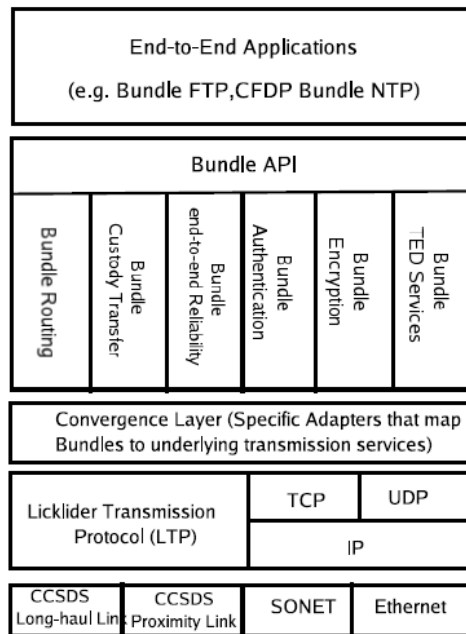 End-to-End Applications
(e.g. Bundle FTP,CFDP Bundle NTP)
Bundle API
Bundle Routing
Bundle
Custody Transfer
Bundle
end-to-end Reliability
Bundle
Authentication
Bundle
Encryption
Bundle
TED Services
Convergence Layer (Specific Adapters that map
Bundles to underlying transmission services)
Licklider Transmission
Protocol (LTP)
TCP
UDP
IP
CCSDS
Long-haul Link
CCSDS
Proximity Link
SONET
Ethernet